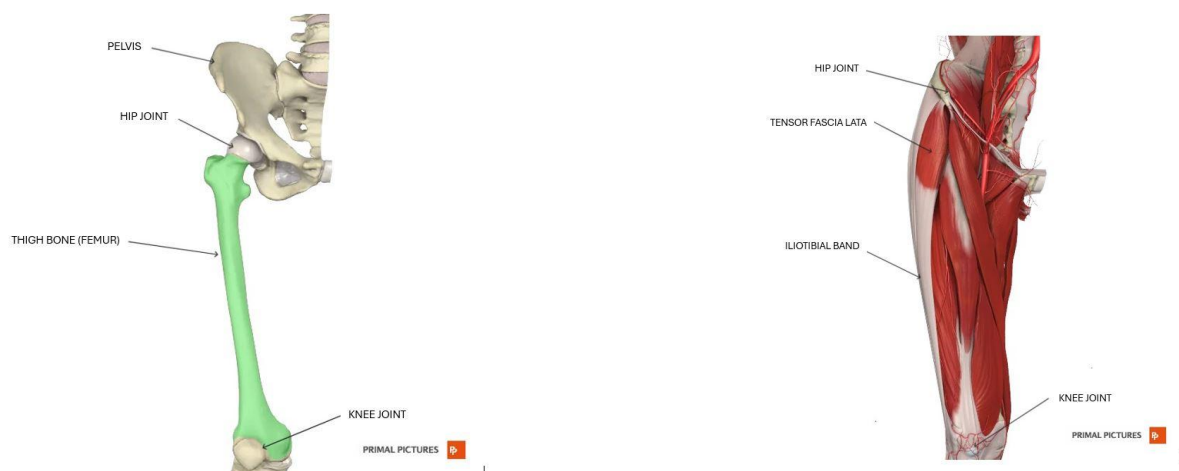 PELVIS
HIP JOINT
THIGH BONE (FEMUR)
KNEE JOINT
PRIMAL PICTURES
HIP JOINT
TENSOR FASCIA LATA
ILIOTIBIAL BAND
KNEE JOINT
PRIMAL PICTURES